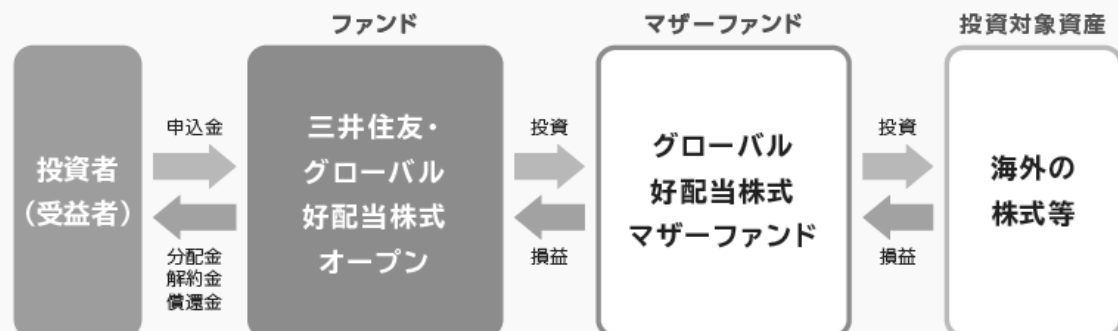 ファンド
マザーファンド
投資対象資産
投資者
（受益者）
申込金
分配金
解約金
償還金
三井住友・
グローバル
好配当株式
オープン
投資
損益
グローバル
好配当株式
マザーファンド
投資
損益
海外の
株式等